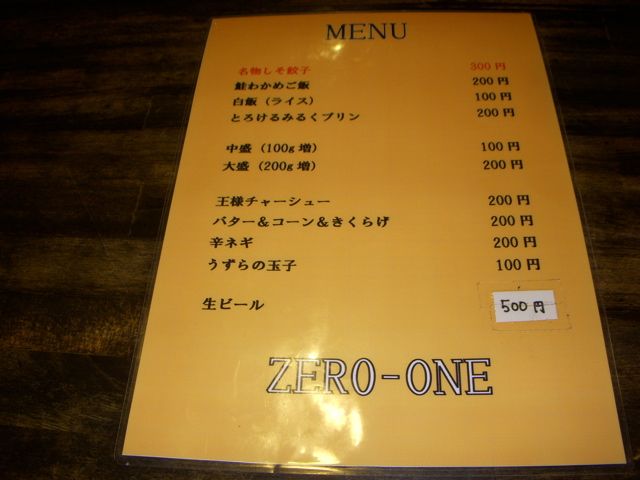 MENU
名物しそ餃子 300円
鮭わかめご飯 200円
白飯（ライス） 100円
とろけるみるくプリン 200円
中盛（100g増） 100円
大盛（200g増） 200円
王様チャーシュー 200円
バター＆コーン＆きくらげ 200円
辛ネギ 200円
うずらの玉子 100円
生ビール 500円
ZERO-ONE